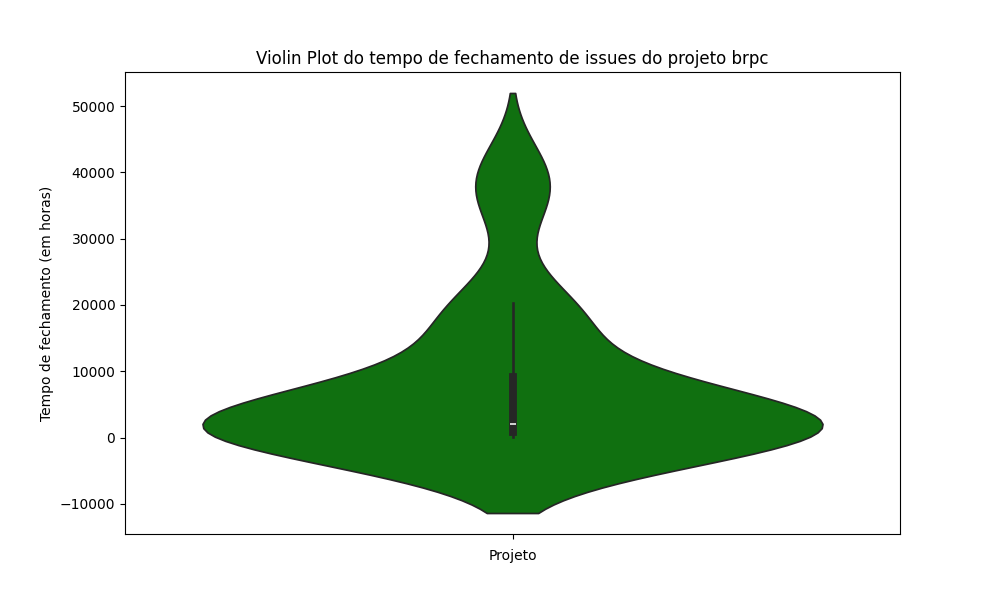 Violin Plot do tempo de fechamento de issues do projeto brpc
Tempo de fechamento (em horas)
50000
40000
30000
20000
10000
0
−10000
Projeto